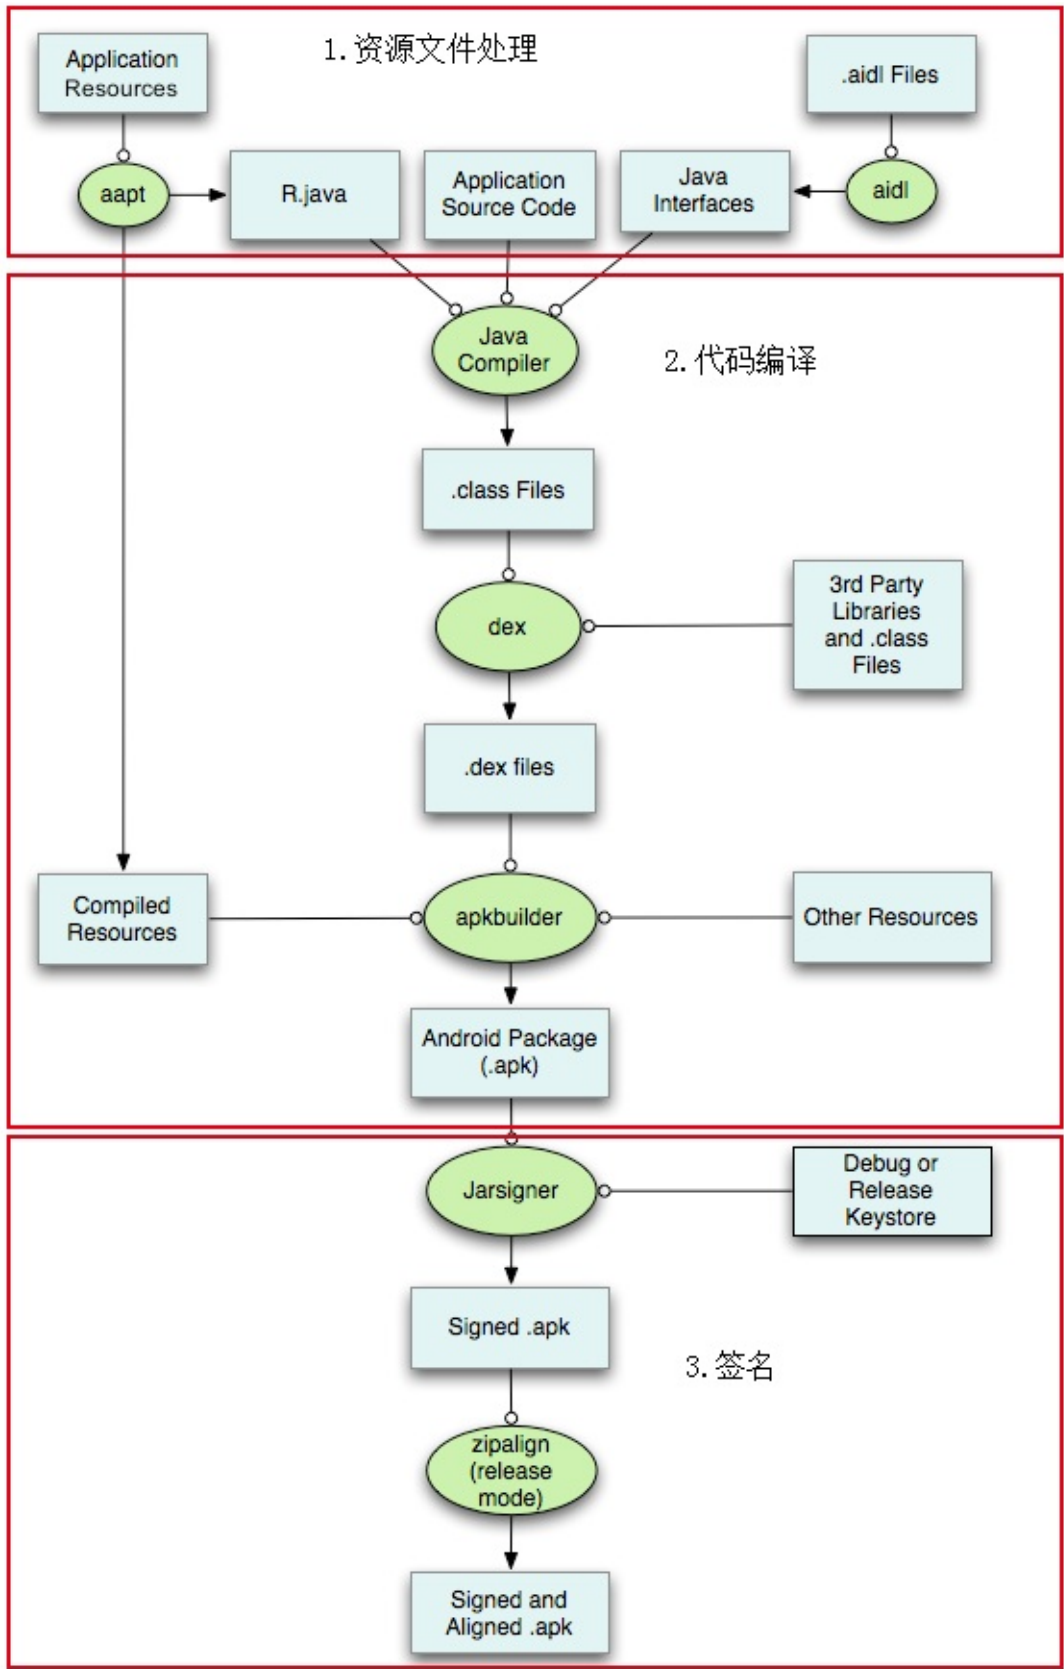 1.资源文件处理
Application
Resources
.aidl Files
aapt
R.java
Application
Source Code
Java
Interfaces
aidl
Java
Compiler
2.代码编译
.class Files
dex
3rd Party
Libraries
and .class
Files
.dex files
Compiled
Resources
apkbuilder
Other Resources
Android Package
(.apk)
Jarsigner
Debug or
Release
Keystore
Signed .apk
3.签名
zipalign
(release
mode)
Signed and
Aligned .apk